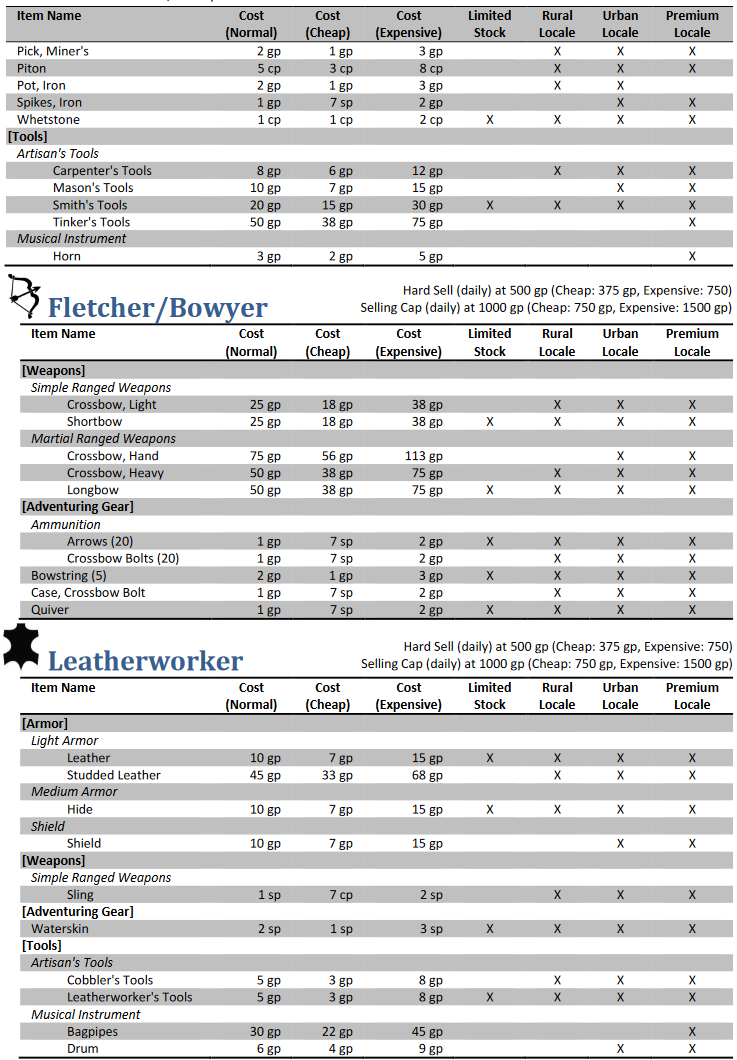 Item Name Cost Cost Cost Limited Rural Urban Premium
(Normal) (Cheap) (Expensive) Stock Locale Locale Locale
Pick, Miner's 2 gp 1 gp 3 gp X X X
Piton 5 cp 3 cp 8 cp X X X
Pot, Iron 2 gp 1 gp 3 gp X X
Spikes, Iron 1 gp 7 sp 2 gp X X
Whetstone 1 cp 1 cp 2 cp X X X X
[Tools]
Artisan's Tools
Carpenter's Tools 8 gp 6 gp 12 gp X X X
Mason's Tools 10 gp 7 gp 15 gp X X
Smith's Tools 20 gp 15 gp 30 gp X X X X
Tinker's Tools 50 gp 38 gp 75 gp X
Musical Instrument
Horn 3 gp 2 gp 5 gp X
Fletcher/Bowyer
Hard Sell (daily) at 500 gp (Cheap: 375 gp, Expensive: 750)
Selling Cap (daily) at 1000 gp (Cheap: 750 gp, Expensive: 1500 gp)
Item Name Cost Cost Cost Limited Rural Urban Premium
(Normal) (Cheap) (Expensive) Stock Locale Locale Locale
[Weapons]
Simple Ranged Weapons
Crossbow, Light 25 gp 18 gp 38 gp X X X
Shortbow 25 gp 18 gp 38 gp X X X X
Martial Ranged Weapons
Crossbow, Hand 75 gp 56 gp 113 gp X X
Crossbow, Heavy 50 gp 38 gp 75 gp X X X
Longbow 50 gp 38 gp 75 gp X X X X
[Adventuring Gear]
Ammunition
Arrows (20) 1 gp 7 sp 2 gp X X X X
Crossbow Bolts (20) 1 gp 7 sp 2 gp X X X
Bowstring (5) 2 gp 1 gp 3 gp X X X X
Case, Crossbow Bolt 1 gp 7 sp 2 gp X X X
Quiver 1 gp 7 sp 2 gp X X X X
Leatherworker
Hard Sell (daily) at 500 gp (Cheap: 375 gp, Expensive: 750)
Selling Cap (daily) at 1000 gp (Cheap: 750 gp, Expensive: 1500 gp)
Item Name Cost Cost Cost Limited Rural Urban Premium
(Normal) (Cheap) (Expensive) Stock Locale Locale Locale
[Armor]
Light Armor
Leather 10 gp 7 gp 15 gp X X X X
Studded Leather 45 gp 33 gp 68 gp X X X
Medium Armor
Hide 10 gp 7 gp 15 gp X X X X
Shield
Shield 10 gp 7 gp 15 gp X X
[Weapons]
Simple Ranged Weapons
Sling 1 sp 7 cp 2 sp X X X
[Adventuring Gear]
Waterskin 2 sp 1 sp 3 sp X X X X
[Tools]
Artisan's Tools
Cobbler's Tools 5 gp 3 gp 8 gp X X X
Leatherworker's Tools 5 gp 3 gp 8 gp X X X X
Musical Instrument
Bagpipes 30 gp 22 gp 45 gp X
Drum 6 gp 4 gp 9 gp X X